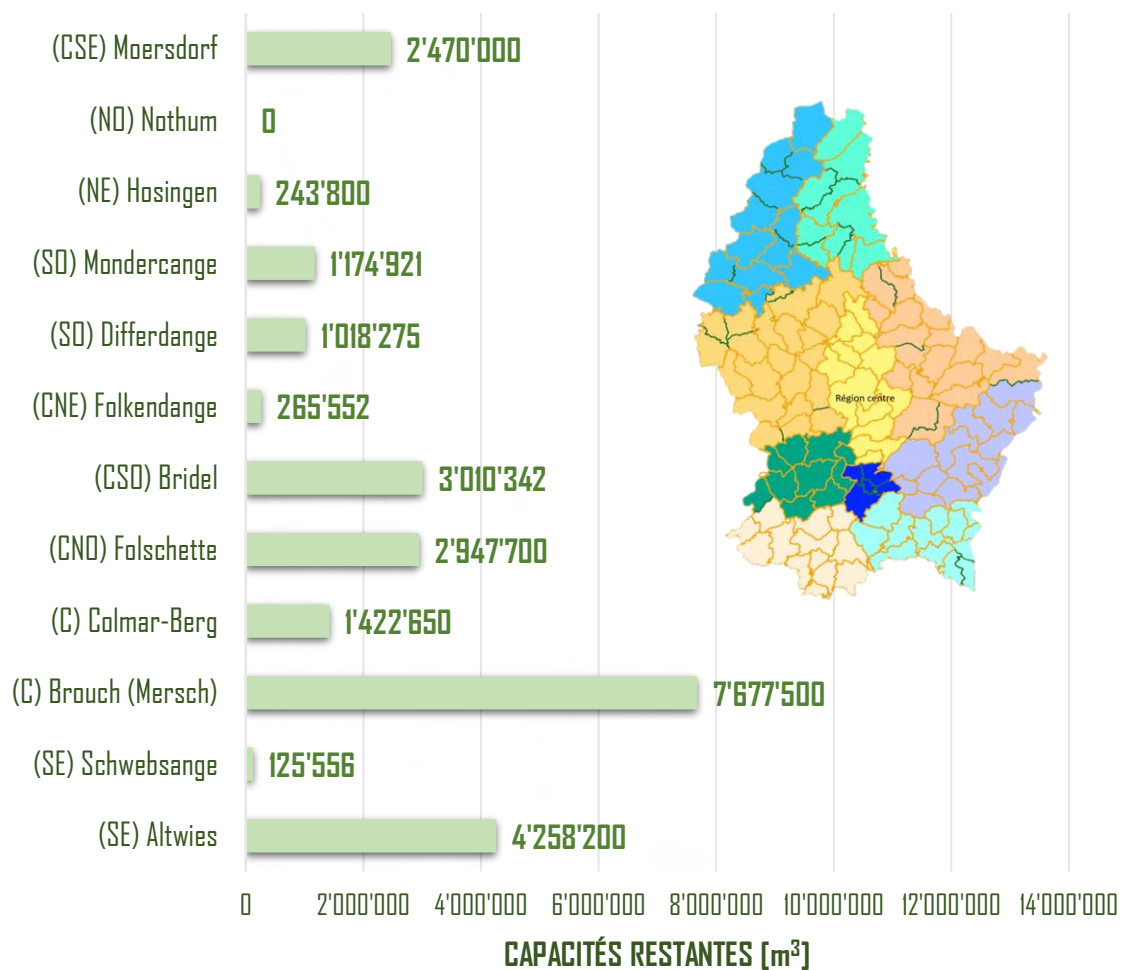 (CSE) Moersdorf 2'470'000
(NO) Nothum 0
(NE) Hosingen 243'800
(SO) Mondercange 1'174'921
(SO) Differdange 1'018'275
(CNE) Folkendange 265'552
(CSO) Bridel 3'010'342
(CNO) Folschette 2'947'700
(C) Colmar-Berg 1'422'650
(C) Brouch (Mersch) 7'677'500
(SE) Schwebsange 125'556
(SE) Altwies 4'258'200
Région centre
0 2'000'000 4'000'000 6'000'000 8'000'000 10'000'000 12'000'000 14'000'000
CAPACITÉS RESTANTES [m³]